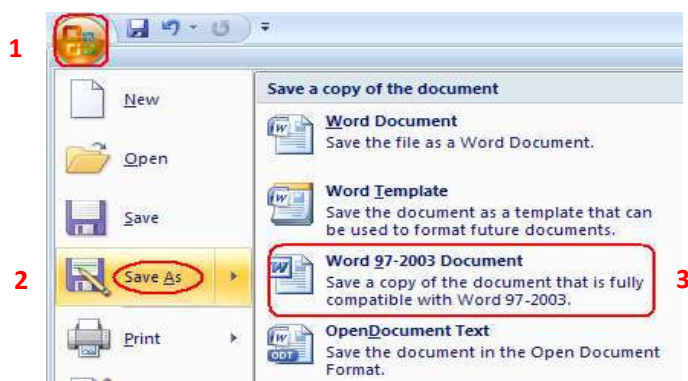 1
New
Open
Save
2
Save As
Print
Save a copy of the document
Word Document
Save the file as a Word Document.
Word Template
Save the document as a template that can
be used to format future documents.
Word 97-2003 Document
Save a copy of the document that is fully
compatible with Word 97-2003.
3
OpenDocument Text
Save the document in the Open Document
Format.